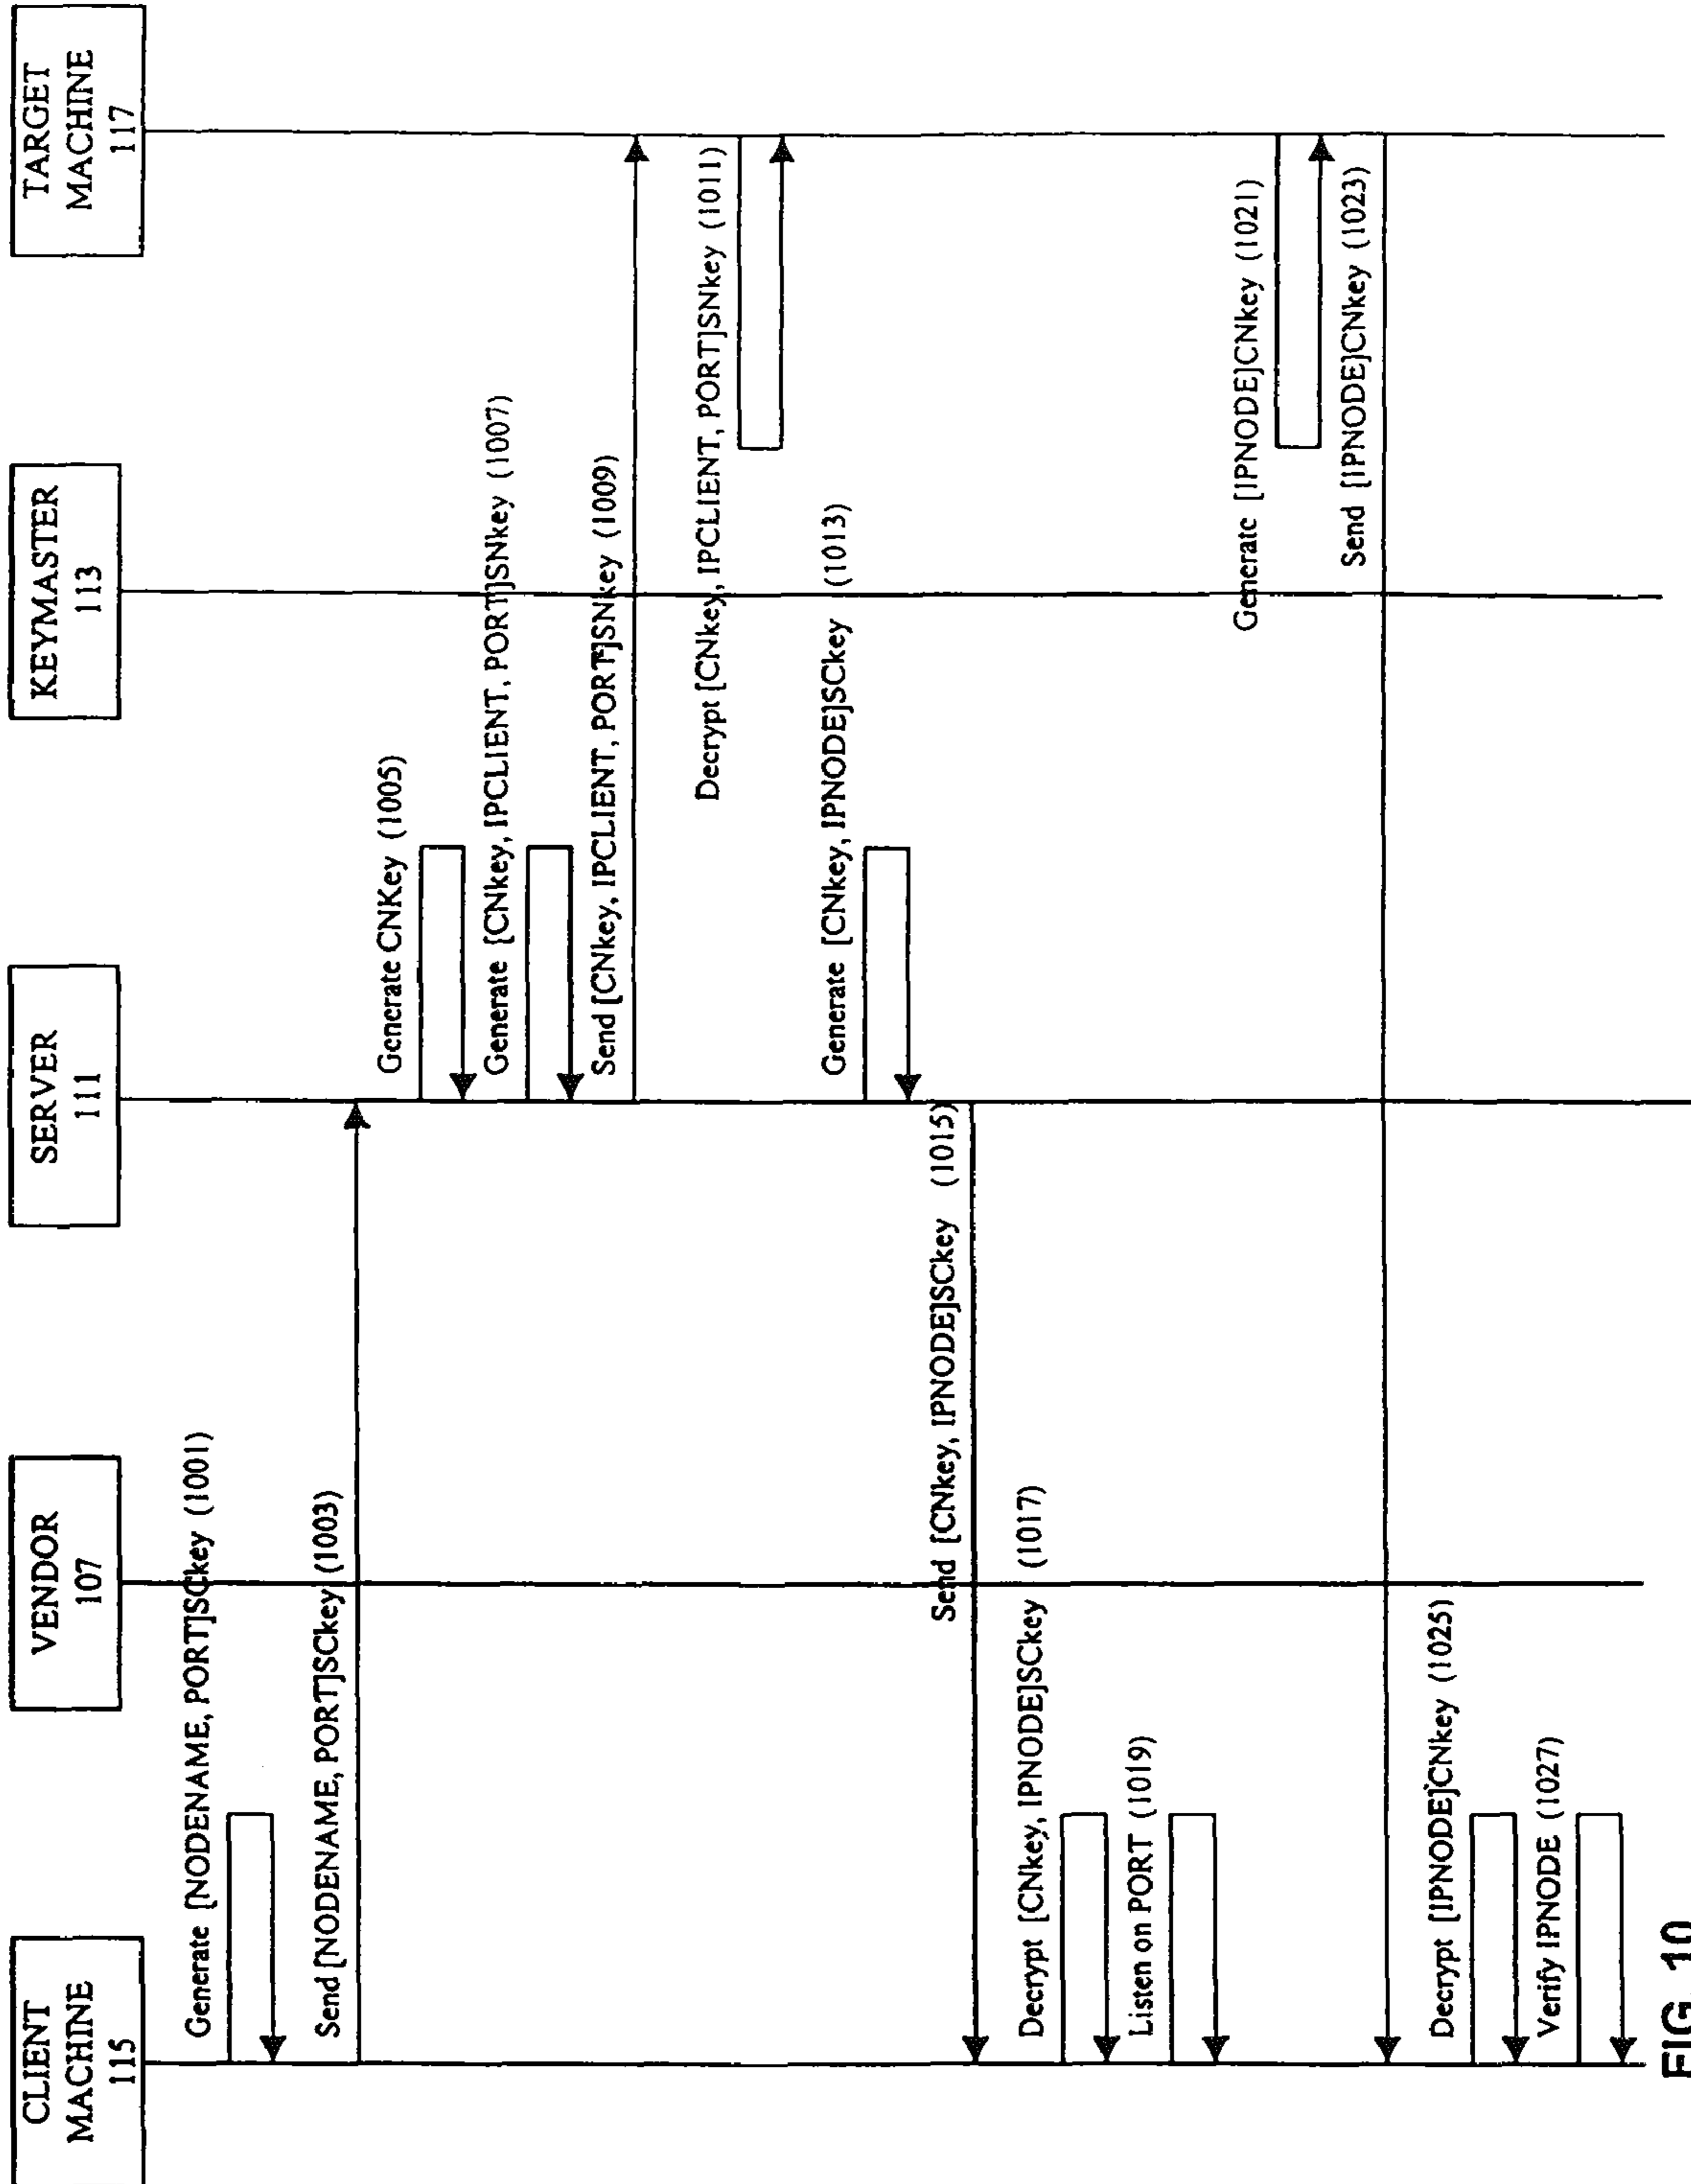 CLIENT
MACHINE
115
VENDOR
107
SERVER
111
KEYMASTER
113
TARGET
MACHINE
117
Generate [NODENAME, PORT]SCkey (1001)
Send [NODENAME, PORT]SCkey (1003)
Generate CNKey (1005)
Generate [CNkey, IPCLIENT, PORT]SNkey (1007)
Send [CNkey, IPCLIENT, PORT]SNkey (1009)
Decrypt [CNkey, IPCLIENT, PORT]SNkey (1011)
Generate [CNkey, IPNODE]SCkey (1013)
Send [CNkey, IPNODE]SCkey (1015)
Decrypt [CNkey, IPNODE]SCkey (1017)
Listen on PORT (1019)
Generate [IPNODE]CNkey (1021)
Send [IPNODE]CNkey (1023)
Decrypt [IPNODE]CNkey (1025)
Verify IPNODE (1027)
FIG. 10